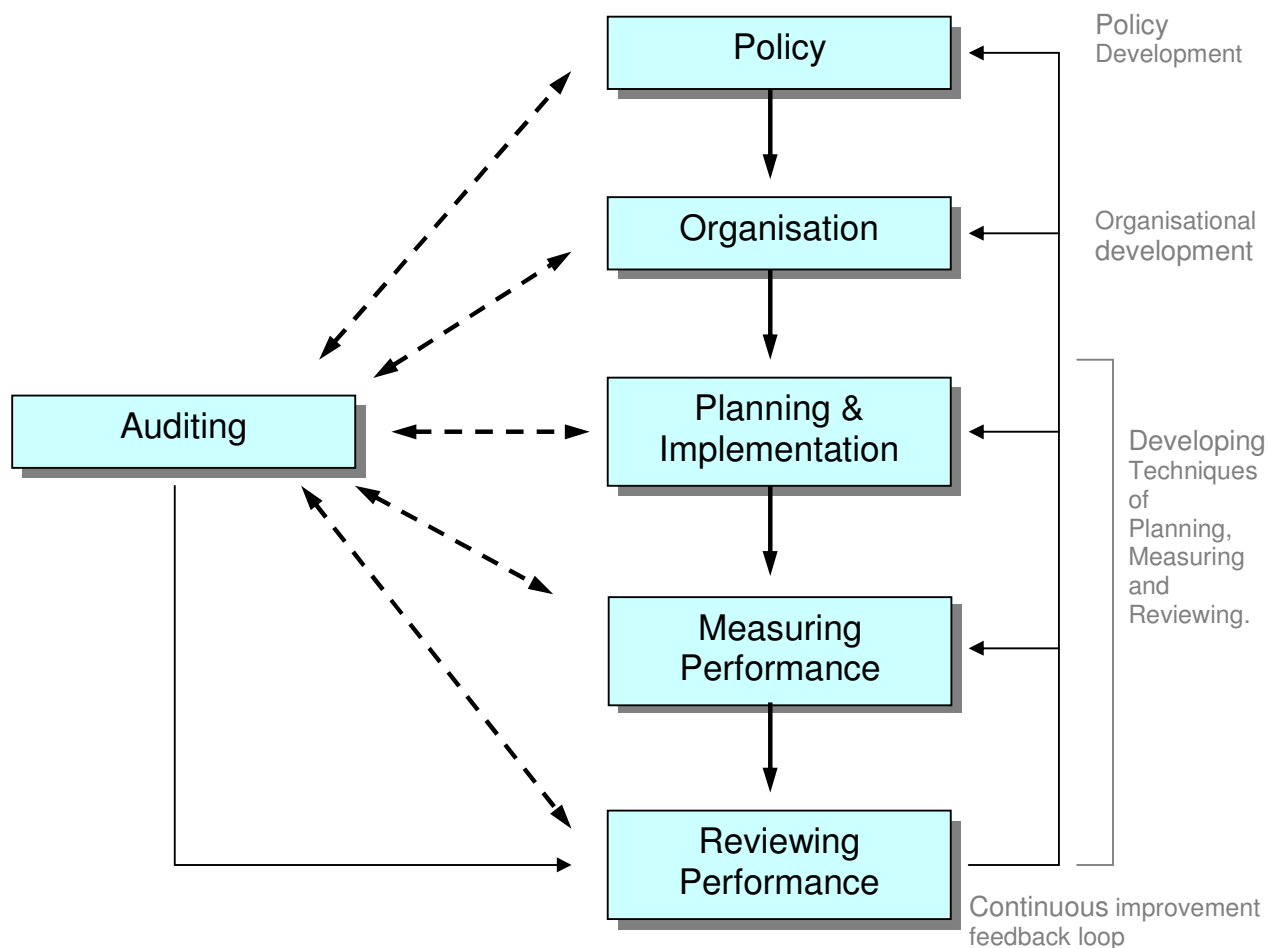 Policy
Policy
Development
Organisation
Organisational
development
Auditing
Planning &
Implementation
Developing
Techniques
of
Planning,
Measuring
and
Reviewing.
Measuring
Performance
Reviewing
Performance
Continuous improvement
feedback loop